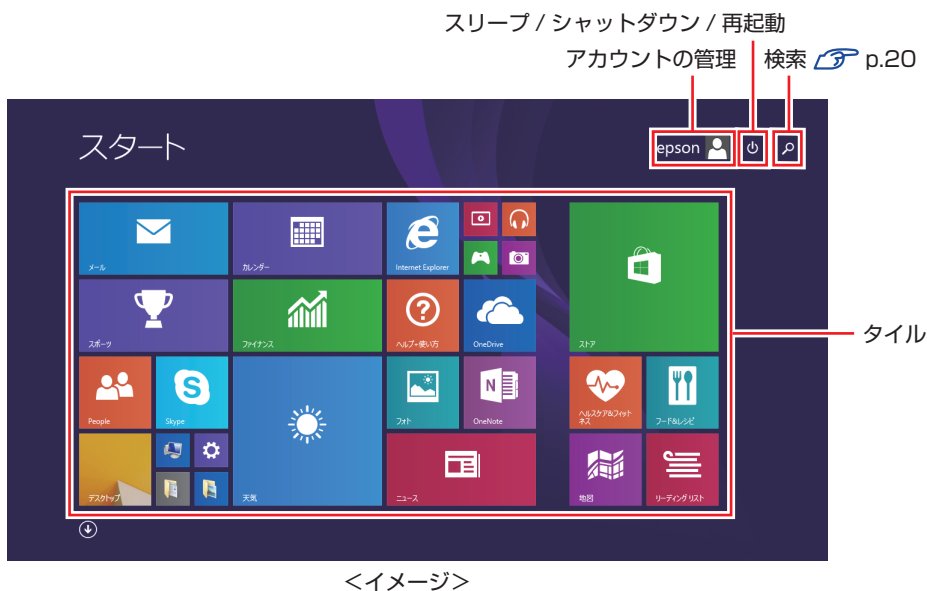 スリープ / シャットダウン / 再起動
アカウントの管理
検索 p.20
スタート
epson
メール
カレンダー
Internet Explorer
スポーツ
ファイナンス
ヘルプ+使い方
OneDrive
ストア
タイル
People
Skype
天気
フォト
OneNote
ヘルスケア&フィット
ネス
フード&レシピ
デスクトップ
ニュース
地図
リーディング リスト
<イメージ>